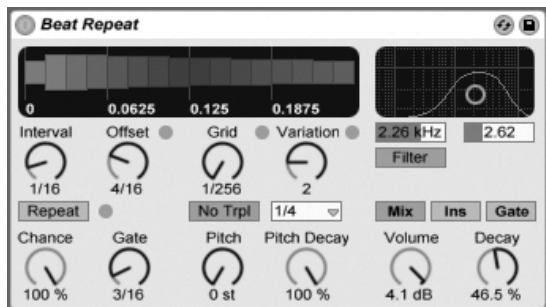 Beat Repeat
0 0.0625 0.125 0.1875
Interval Offset Grid Variation 2.26 kHz 2.62
1/16 4/16 1/256 2 Filter
Repeat No Trpl 1/4 Mix Ins Gate
Chance Gate Pitch Pitch Decay Volume Decay
100 % 3/16 0 st 100 % 4.1 dB 46.5 %